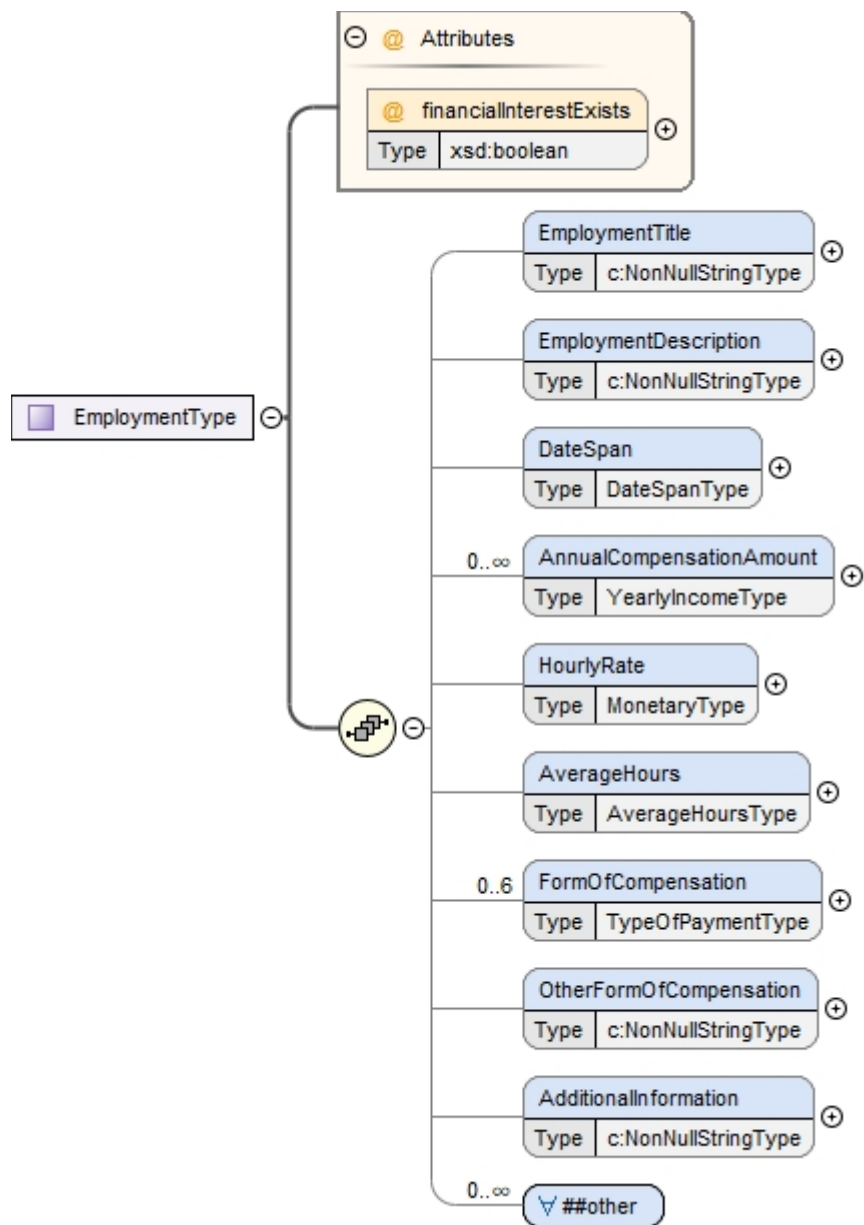 @ Attributes
@ financialInterestExists
Type xsd:boolean
EmploymentTitle
Type c:NonNullStringType
EmploymentDescription
Type c:NonNullStringType
EmploymentType
DateSpan
Type DateSpanType
0..∞ AnnualCompensationAmount
Type YearlyIncomeType
HourlyRate
Type MonetaryType
AverageHours
Type AverageHoursType
0..6 FormOfCompensation
Type TypeOfPaymentType
OtherFormOfCompensation
Type c:NonNullStringType
AdditionalInformation
Type c:NonNullStringType
0..∞ ∀ ##other